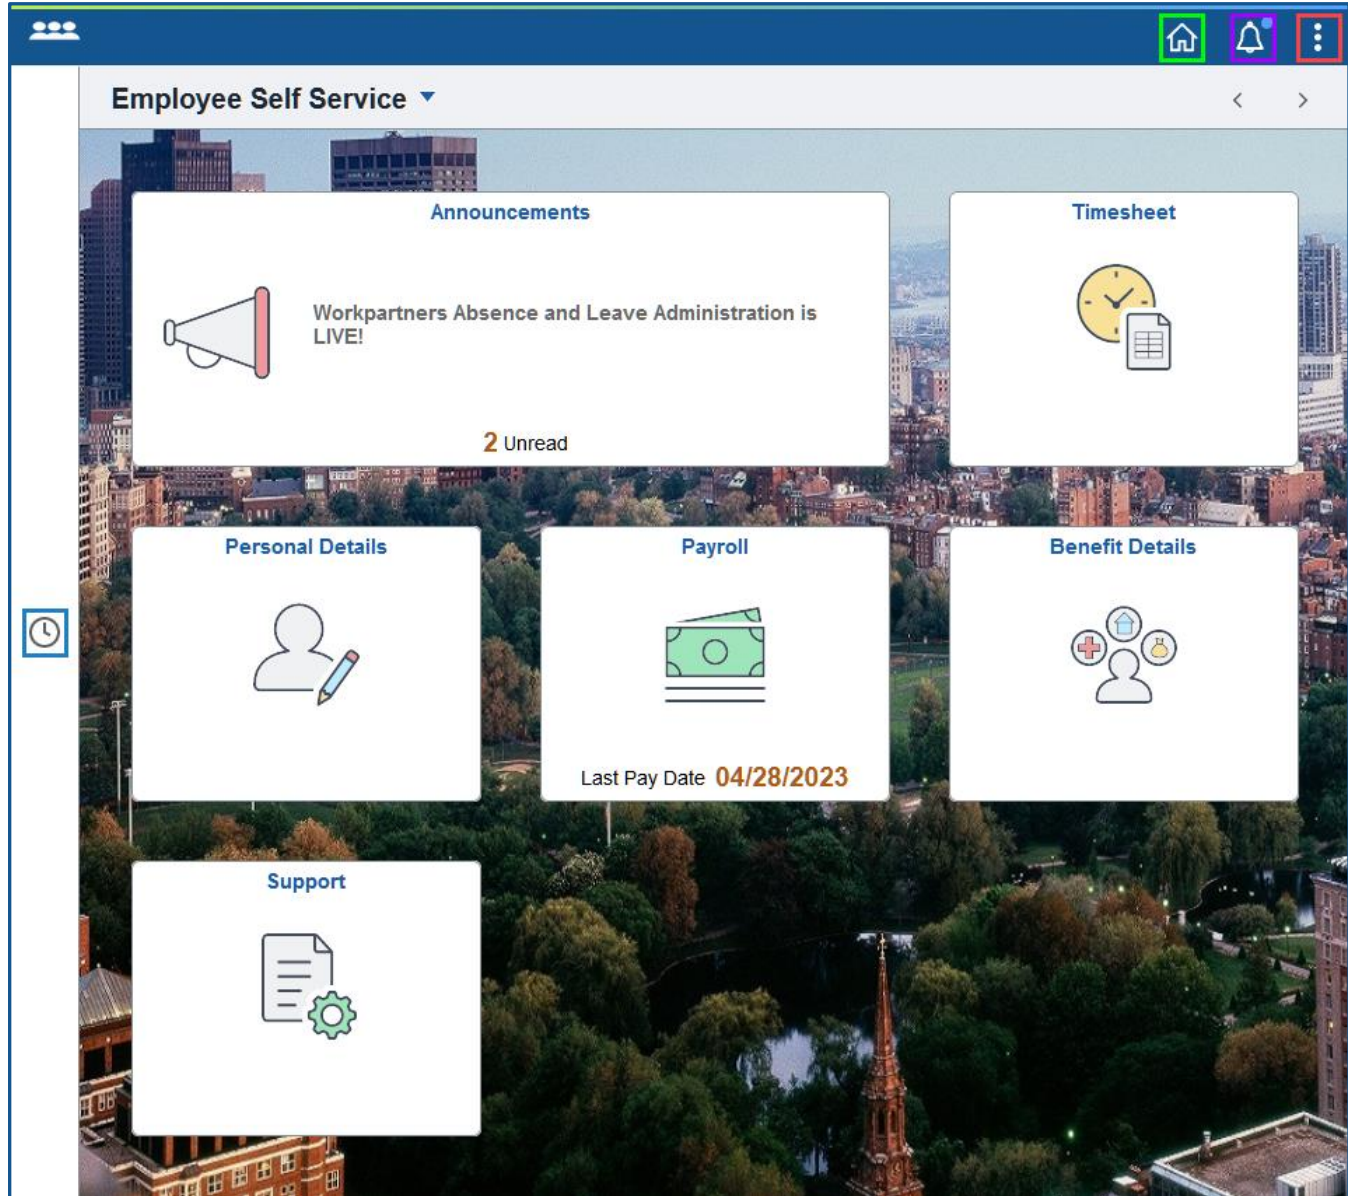 Employee Self Service
Announcements
Workpartners Absence and Leave Administration is
LIVE!
2 Unread
Timesheet
Personal Details
Payroll
Last Pay Date 04/28/2023
Benefit Details
Support